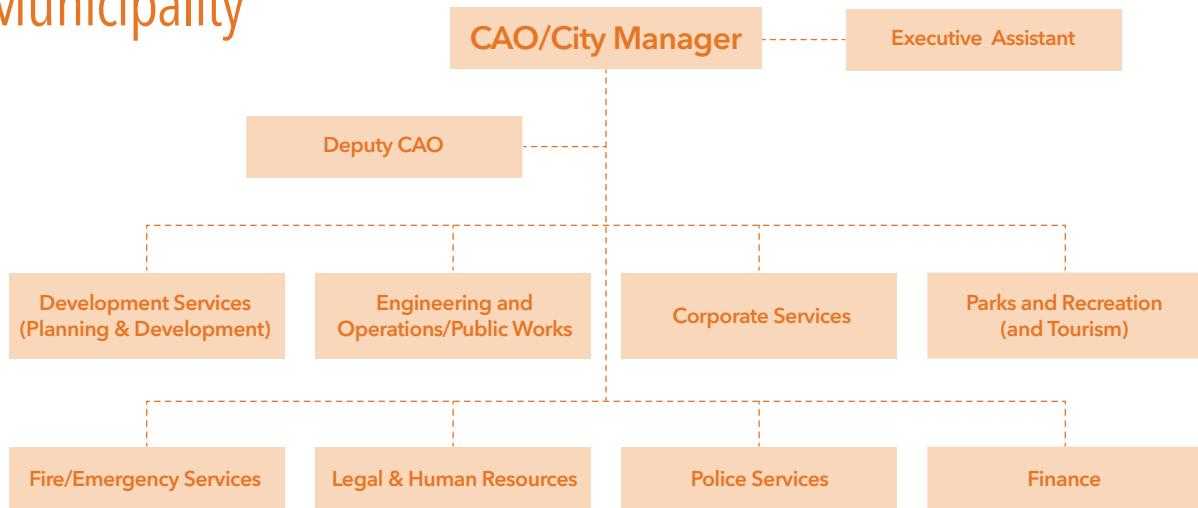 Municipality
CAO/City Manager
Executive Assistant
Deputy CAO
Development Services
(Planning & Development)
Engineering and
Operations/Public Works
Corporate Services
Parks and Recreation
(and Tourism)
Fire/Emergency Services
Legal & Human Resources
Police Services
Finance